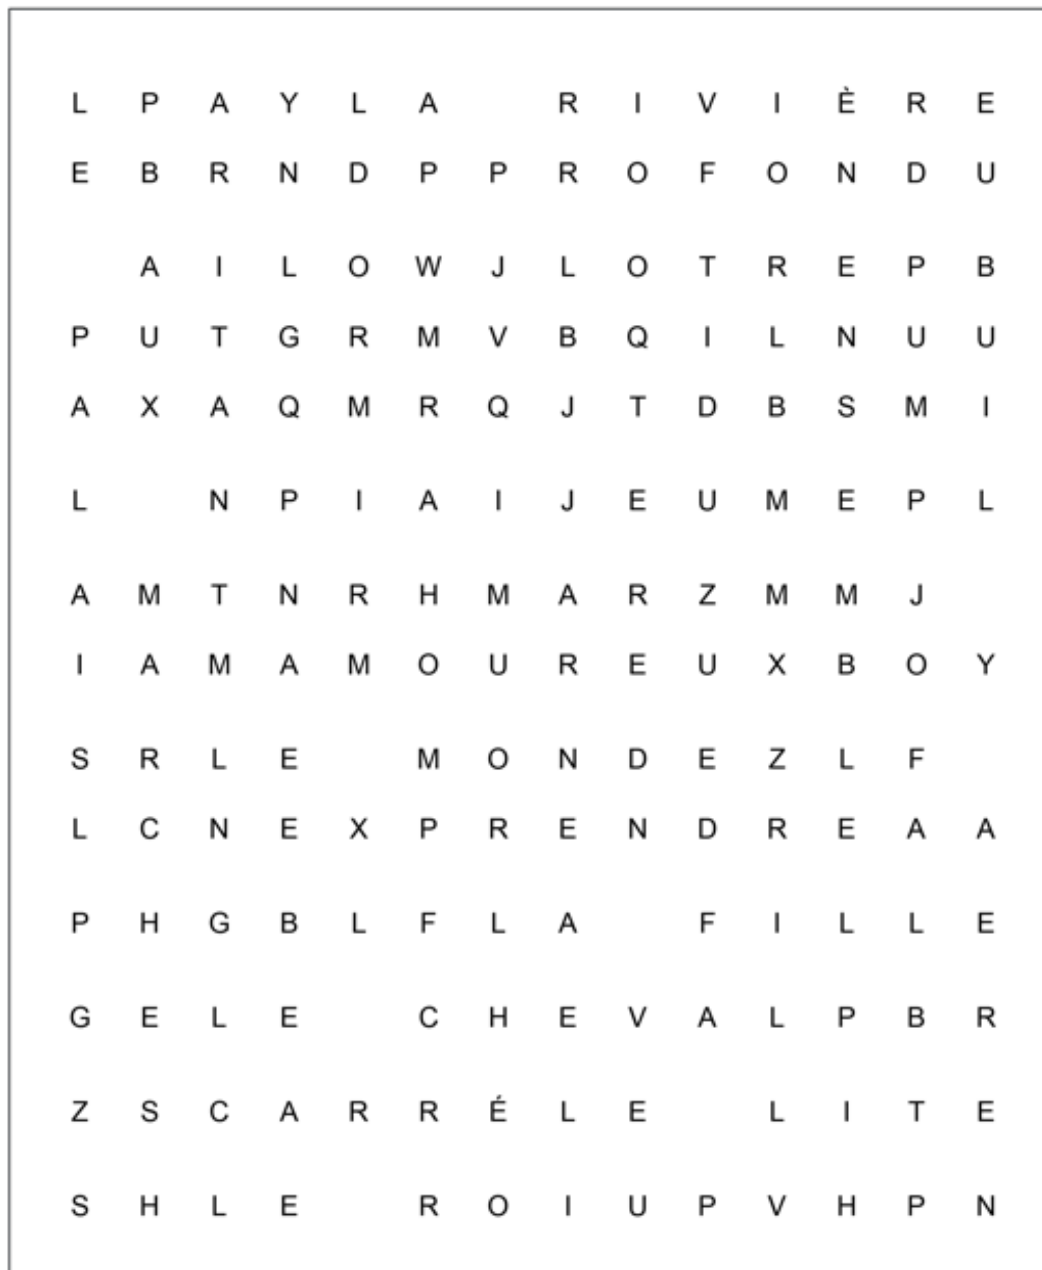 L P A Y L A   R I V I È R E
E B R N D P P R O F O N D U
  A I L O W J L O T R E P B
P U T G R M V B Q I L N U U
A X A Q M R Q J T D B S M I
L   N P I A I J E U M E P L
A M T N R H M A R Z M M J
I A M A M O U R E U X B O Y
S R L E   M O N D E Z L F
L C N E X P R E N D R E A A
P H G B L F L A   F I L L E
G E L E   C H E V A L P B R
Z S C A R R É L E   L I T E
S H L E   R O I U P V H P N